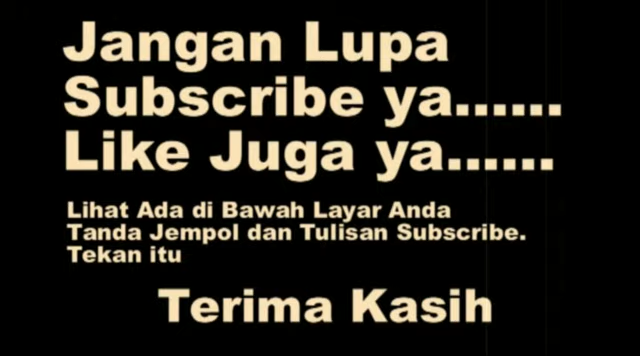 Jangan Lupa
Subscribe ya......
Like Juga ya......
Lihat Ada di Bawah Layar Anda
Tanda Jempol dan Tulisan Subscribe.
Tekan itu
Terima Kasih